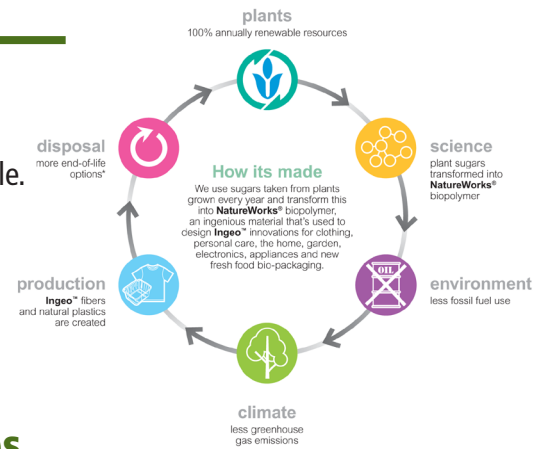 plants
100% annually renewable resources
disposal
more end-of-life
options*
le.
science
plant sugars
transformed into
NatureWorks®
biopolymer
How its made
We use sugars taken from plants
grown every year and transform this
into NatureWorks® biopolymer,
an ingenious material that's used to
design Ingeo™ innovations for clothing,
personal care, the home, garden,
electronics, appliances and new
fresh food bio-packaging.
production
Ingeo™ fibers
and natural plastics
are created
OIL
environment
less fossil fuel use
climate
less greenhouse
gas emissions
es